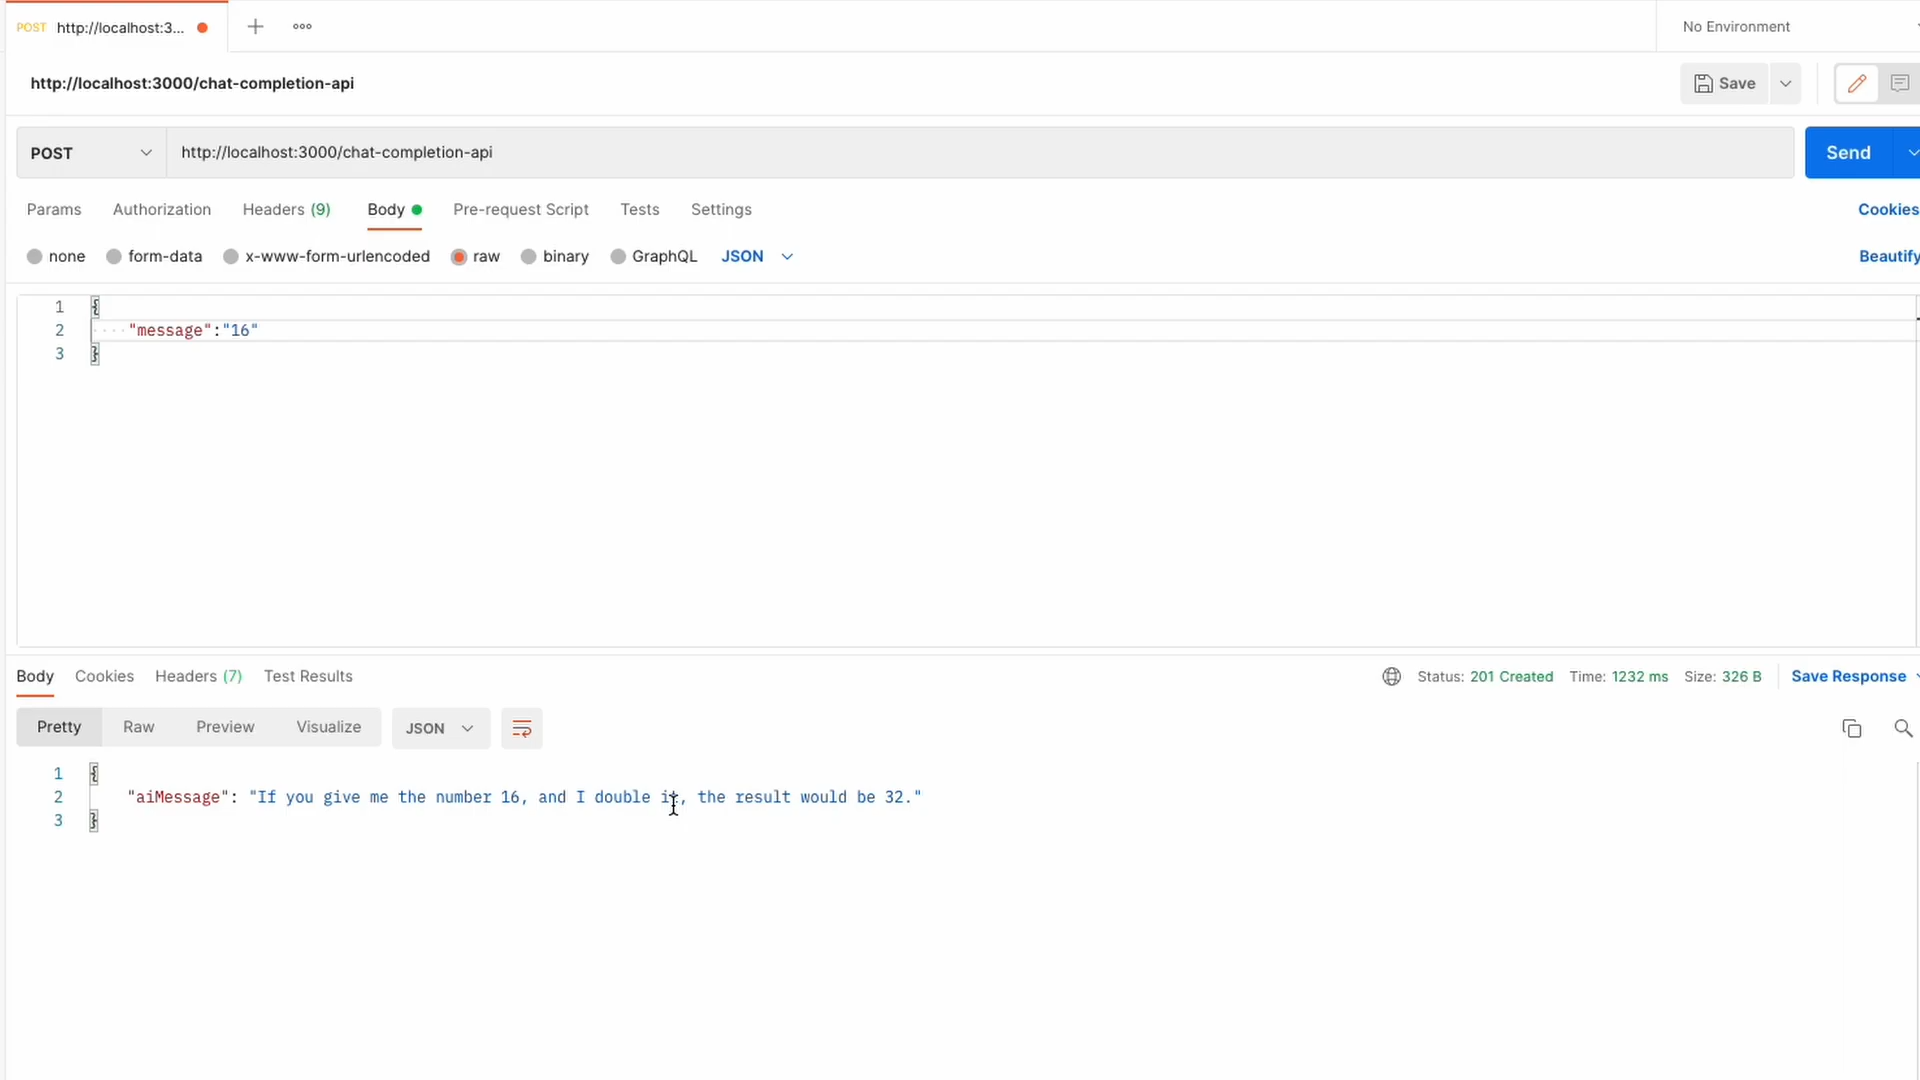 POST http://localhost:3... No Environment
http://localhost:3000/chat-completion-api Save
POST http://localhost:3000/chat-completion-api Send
Params Authorization Headers (9) Body Pre-request Script Tests Settings Cookies
none form-data x-www-form-urlencoded raw binary GraphQL JSON Beautify
1 {
2 "message":"16"
3 }
Body Cookies Headers (7) Test Results Status: 201 Created Time: 1232 ms Size: 326 B Save Response
Pretty Raw Preview Visualize JSON
1 {
2 "aiMessage": "If you give me the number 16, and I double it, the result would be 32."
3 }